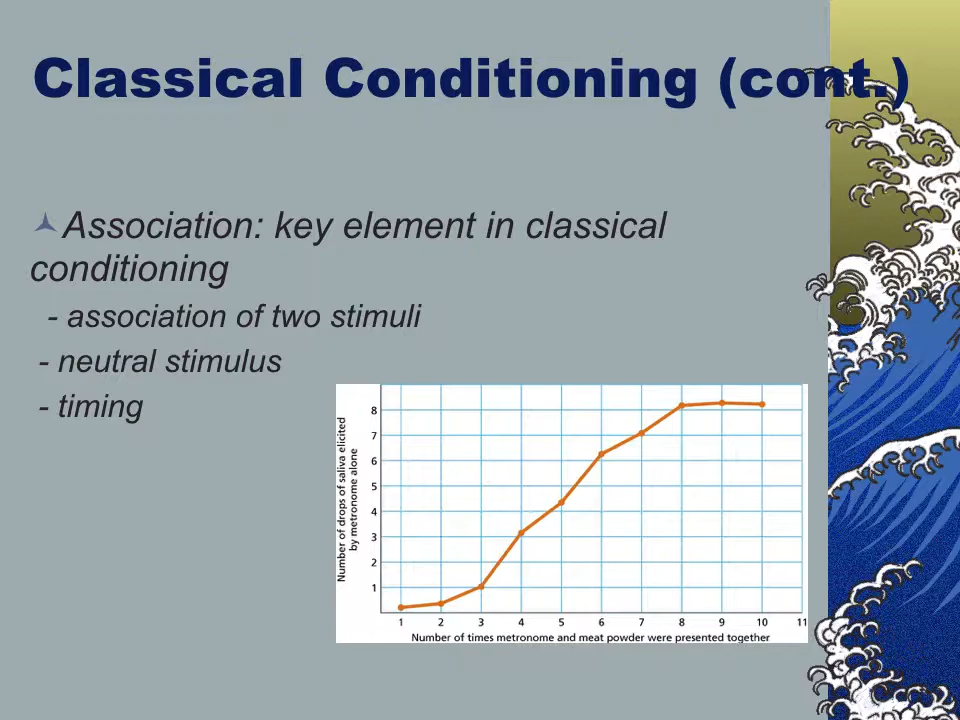 Classical Conditioning (cont.)
Association: key element in classical
conditioning
- association of two stimuli
- neutral stimulus
- timing
Number of drops of saliva elicited
by metronome alone
8
7
6
5
4
3
2
1
1 2 3 4 5 6 7 8 9 10 11
Number of times metronome and meat powder were presented together